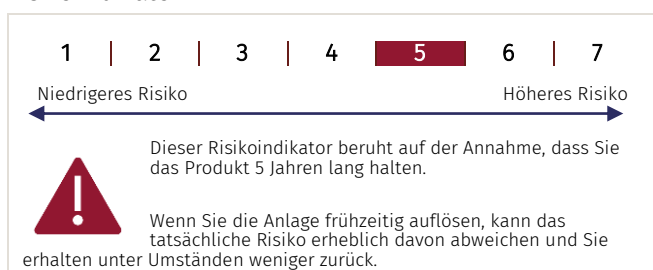 1 | 2 | 3 | 4 | 5 | 6 | 7
Niedrigeres Risiko Höheres Risiko
Dieser Risikoindikator beruht auf der Annahme, dass Sie
das Produkt 5 Jahren lang halten.
Wenn Sie die Anlage frühzeitig auflösen, kann das
tatsächliche Risiko erheblich davon abweichen und Sie
erhalten unter Umständen weniger zurück.